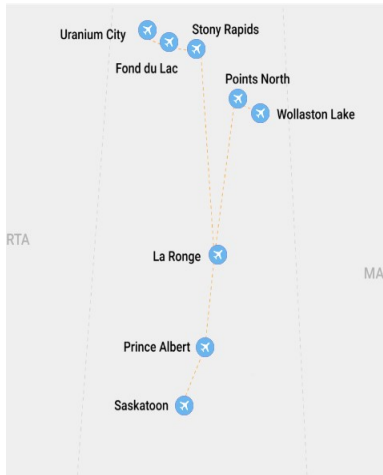 Uranium City
Stony Rapids
Fond du Lac
Points North
Wollaston Lake
RTA
La Ronge
MA
Prince Albert
Saskatoon